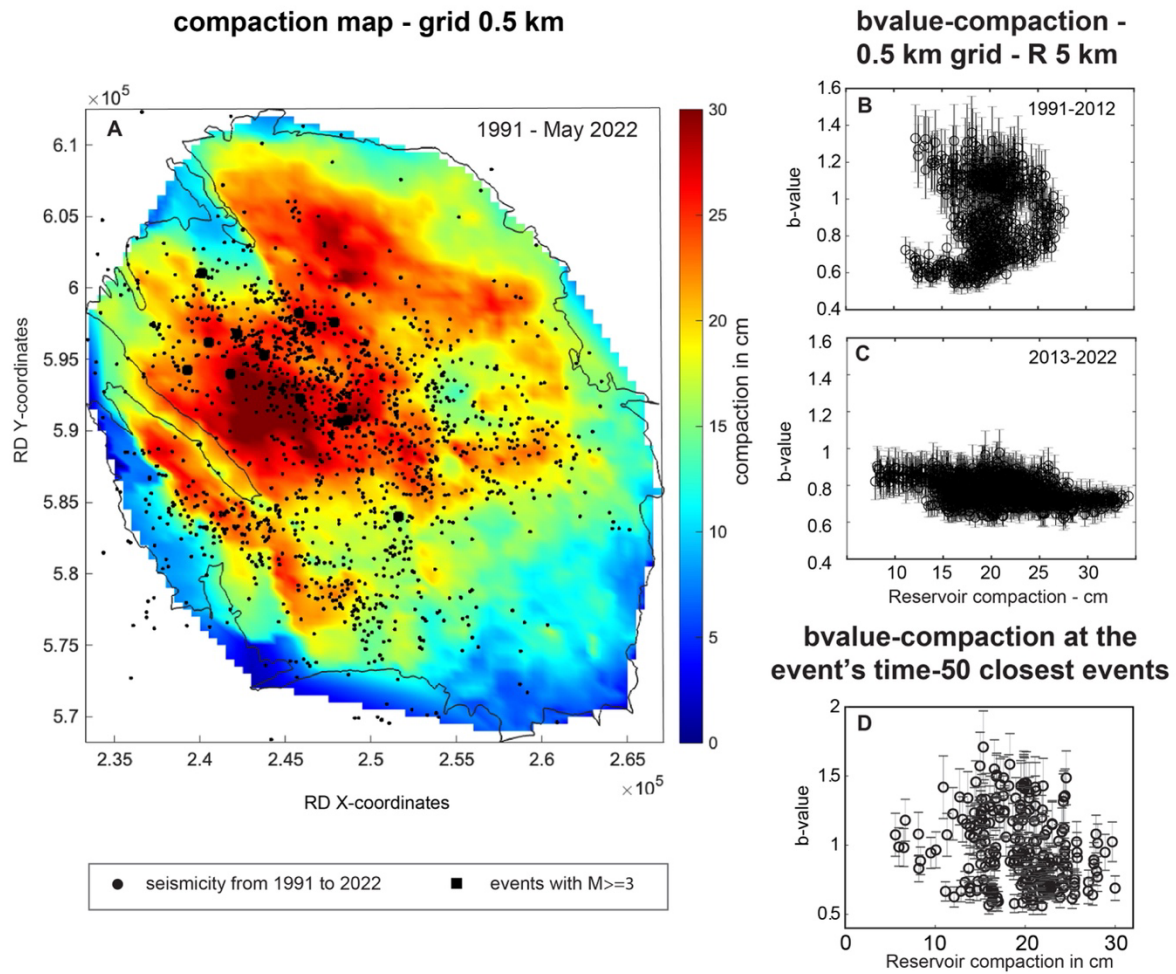 compaction map - grid 0.5 km
×10⁵
A
1991 - May 2022
6.1
6.05
6
5.95
5.9
5.85
5.8
5.75
5.7
RD Y-coordinates
2.35
2.4
2.45
2.5
2.55
2.6
2.65
×10⁵
RD X-coordinates
30
25
20
15
10
5
0
compaction in cm
seismicity from 1991 to 2022
events with M>=3
bvalue-compaction -
0.5 km grid - R 5 km
B
1991-2012
1.6
1.4
1.2
1
0.8
0.6
0.4
b-value
C
2013-2022
1.6
1.4
1.2
1
0.8
0.6
0.4
b-value
10
15
20
25
30
Reservoir compaction - cm
bvalue-compaction at the
event's time-50 closest events
D
2
1.5
1
0.5
b-value
0
10
20
30
Reservoir compaction in cm